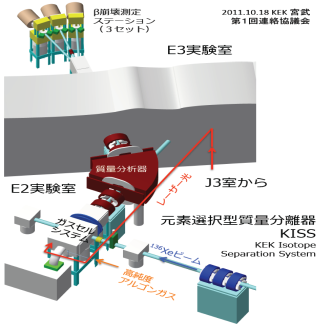 β崩壊測定
ステーション
（３セット）
2011.10.18 KEK 宮武
第１回連絡協議会
E3実験室
質量分析器
レーザー光
J3室から
E2実験室
ガスセル
システム
元素選択型質量分離器
KISS
KEK Isotope
Separation System
136Xeビーム
高純度
アルゴンガス